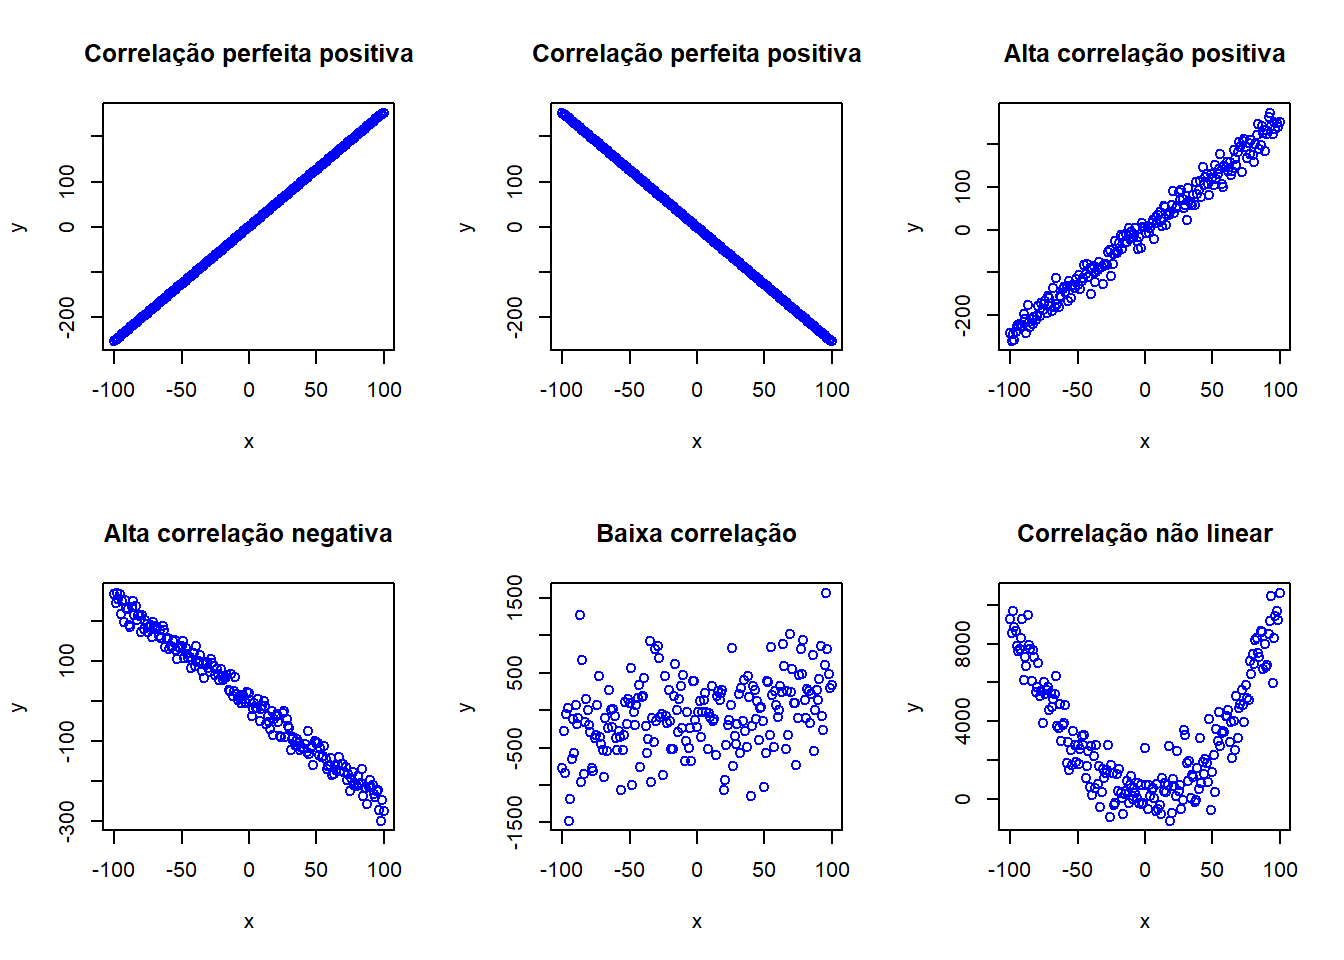 Correlação perfeita positiva
100
0
-200
y
-100 -50 0 50 100
x
Correlação perfeita positiva
100
0
-200
y
-100 -50 0 50 100
x
Alta correlação positiva
100
0
-200
y
-100 -50 0 50 100
x
Alta correlação negativa
100
-100
-300
y
-100 -50 0 50 100
x
Baixa correlação
1500
500
-500
-1500
y
-100 -50 0 50 100
x
Correlação não linear
8000
4000
0
y
-100 -50 0 50 100
x